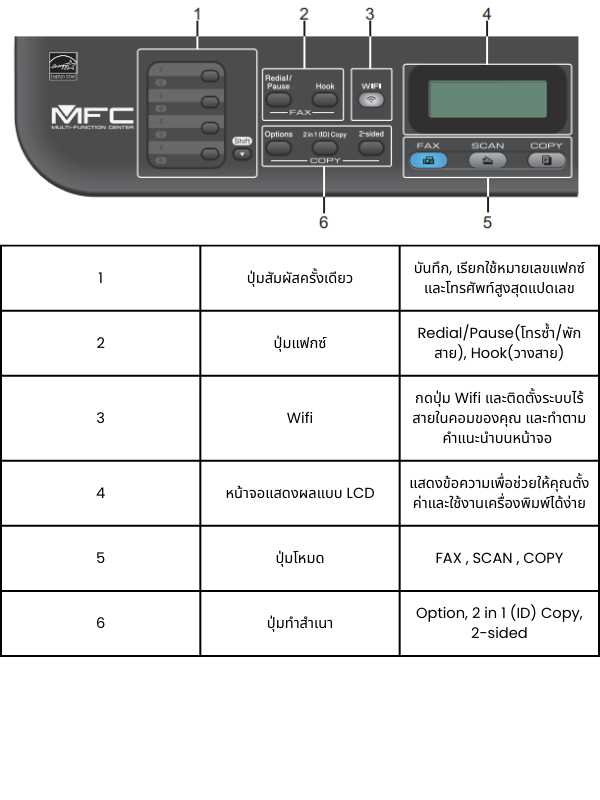 1 2 3 4
ENERGY STAR
MFC
MULTI-FUNCTION CENTER
1
2
3
4
Shift
Redial/
Pause
Hook
FAX
WiFi
Options 2 in 1 (ID) Copy 2-sided
COPY
FAX SCAN COPY
6 5
1 ปุ่มสัมผัสครั้งเดียว บันทึก, เรียกใช้หมายเลขแฟกซ์
และโทรศัพท์สูงสุดแปดเลข
2 ปุ่มแฟกซ์ Redial/Pause(โทรซ้ำ/พัก
สาย), Hook(วางสาย)
3 Wifi กดปุ่ม Wifi และติดตั้งระบบไร้
สายในคอมของคุณ และทำตาม
คำแนะนำบนหน้าจอ
4 หน้าจอแสดงผลแบบ LCD แสดงข้อความเพื่อช่วยให้คุณตั้ง
ค่าและใช้งานเครื่องพิมพ์ได้ง่าย
5 ปุ่มโหมด FAX , SCAN , COPY
6 ปุ่มทำสำเนา Option, 2 in 1 (ID) Copy,
2-sided